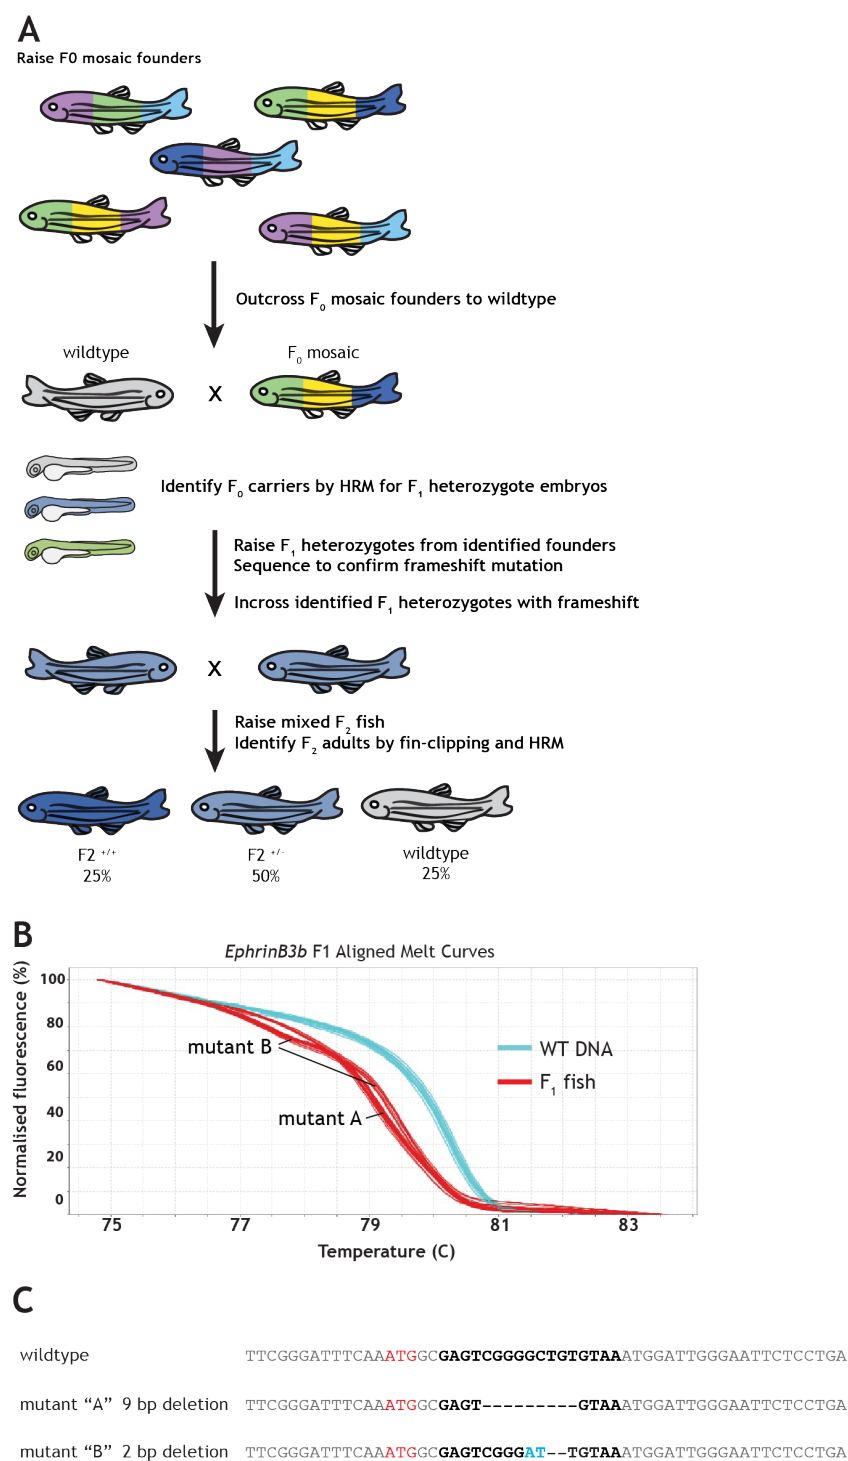 A
Raise F0 mosaic founders
Outcross F0 mosaic founders to wildtype
wildtype
F0 mosaic
X
Identify F0 carriers by HRM for F1 heterozygote embryos
Raise F1 heterozygotes from identified founders
Sequence to confirm frameshift mutation
Incross identified F1 heterozygotes with frameshift
X
Raise mixed F2 fish
Identify F2 adults by fin-clipping and HRM
F2 +/+
25%
F2 +/-
50%
wildtype
25%
B
EphrinB3b F1 Aligned Melt Curves
Normalised fluorescence (%)
100
80
60
40
20
0
mutant B
mutant A
WT DNA
F1 fish
75 77 79 81 83
Temperature (C)
C
wildtype TTCGGGATTTCAAATGGCGAGTCGGGGCTGTGTAAATGGATTGGGAATTCTCCTGA
mutant “A” 9 bp deletion TTCGGGATTTCAAATGGCGAGT---------GTAAATGGATTGGGAATTCTCCTGA
mutant “B” 2 bp deletion TTCGGGATTTCAAATGGCGAGTCGGGAT--TGTAAATGGATTGGGAATTCTCCTGA